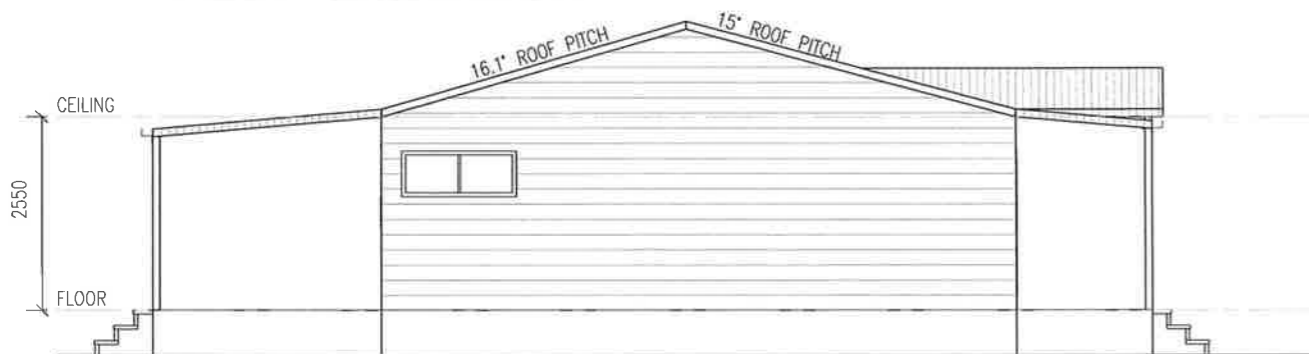 16.1° ROOF PITCH
15° ROOF PITCH
CEILING
2550
FLOOR